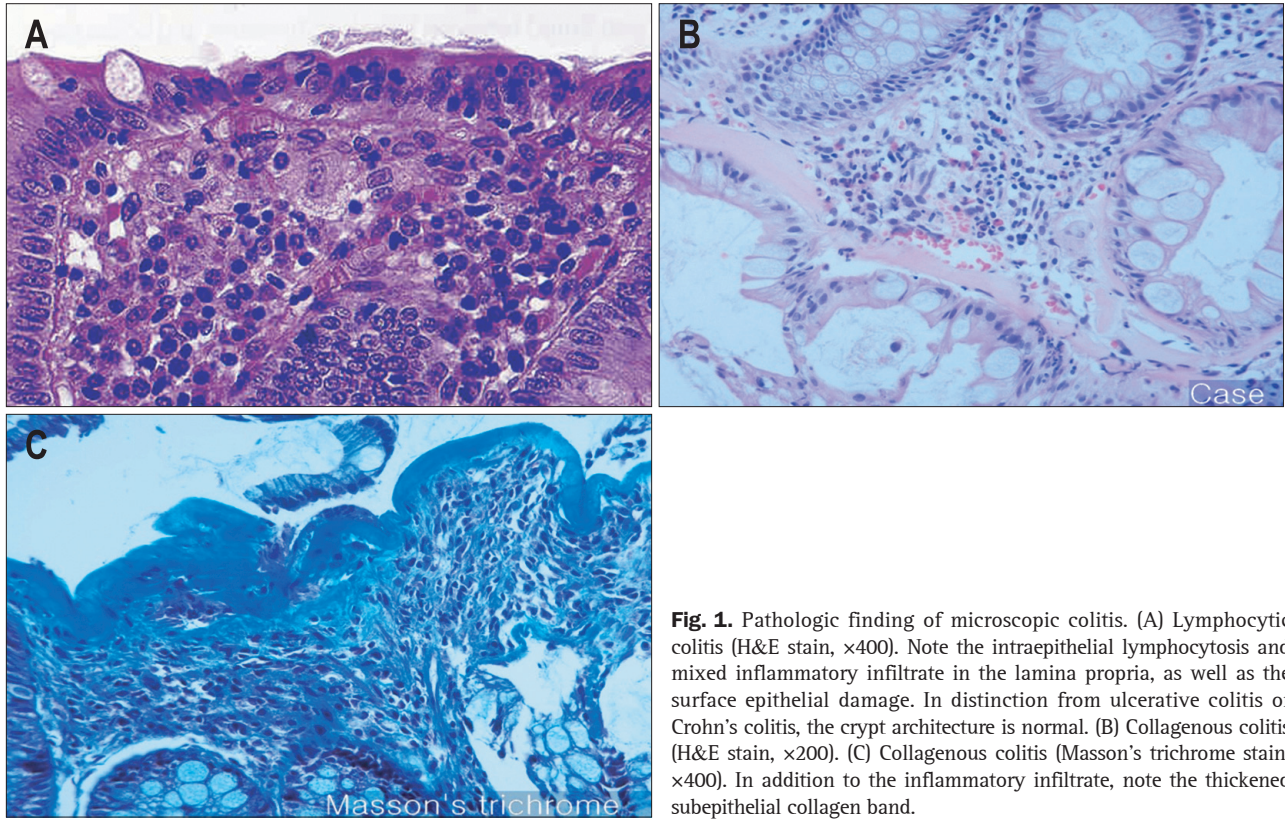 A
B
Case
C
Masson's trichrome
Fig. 1. Pathologic finding of microscopic colitis. (A) Lymphocytic
colitis (H&E stain, ×400). Note the intraepithelial lymphocytosis and
mixed inflammatory infiltrate in the lamina propria, as well as the
surface epithelial damage. In distinction from ulcerative colitis or
Crohn's colitis, the crypt architecture is normal. (B) Collagenous colitis
(H&E stain, ×200). (C) Collagenous colitis (Masson's trichrome stain,
×400). In addition to the inflammatory infiltrate, note the thickened
subepithelial collagen band.